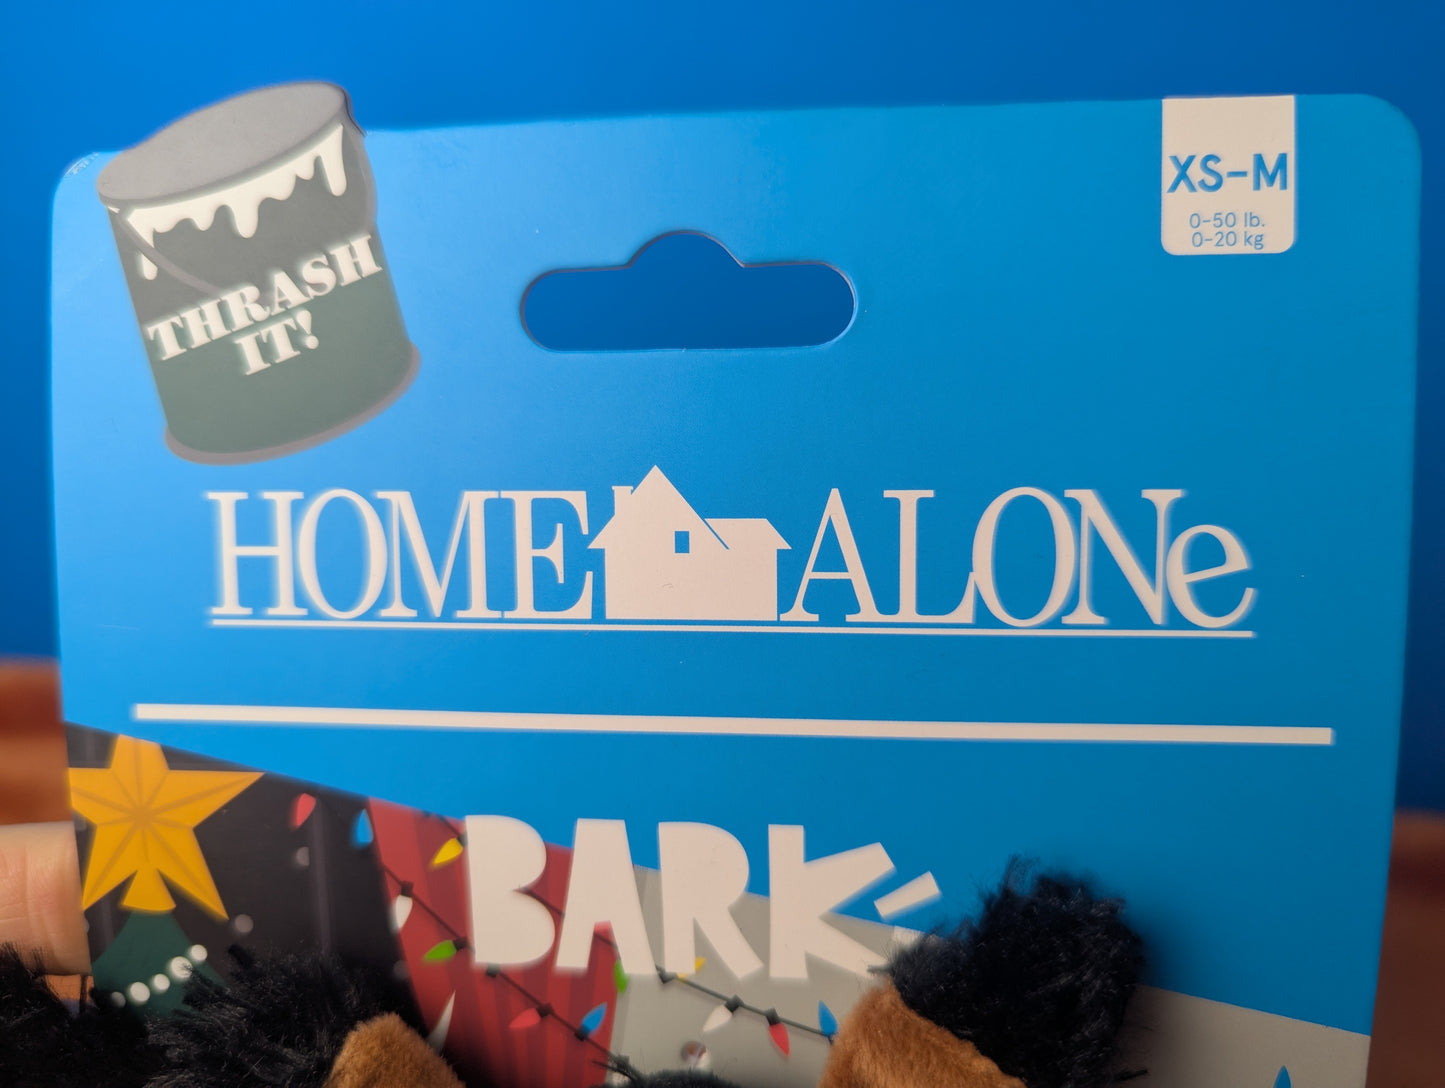 THRASH
IT!
XS-M
0-50 lb.
0-20 kg
HOME ALONe
BARK